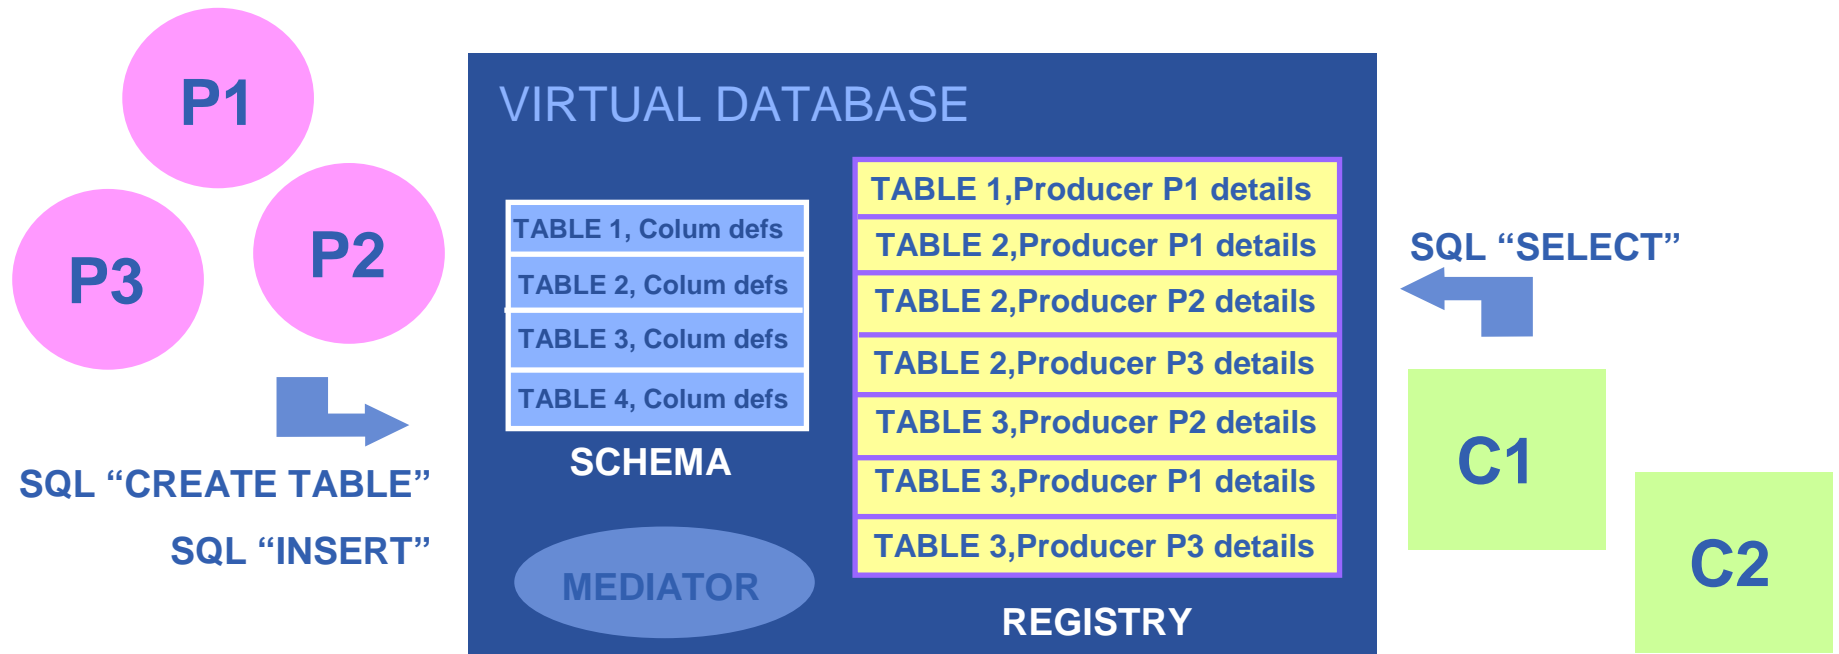 P1
P2
P3
SQL “CREATE TABLE”
SQL “INSERT”
VIRTUAL DATABASE
TABLE 1, Colum defs
TABLE 2, Colum defs
TABLE 3, Colum defs
TABLE 4, Colum defs
SCHEMA
MEDIATOR
TABLE 1,Producer P1 details
TABLE 2,Producer P1 details
TABLE 2,Producer P2 details
TABLE 2,Producer P3 details
TABLE 3,Producer P2 details
TABLE 3,Producer P1 details
TABLE 3,Producer P3 details
REGISTRY
SQL “SELECT”
C1
C2